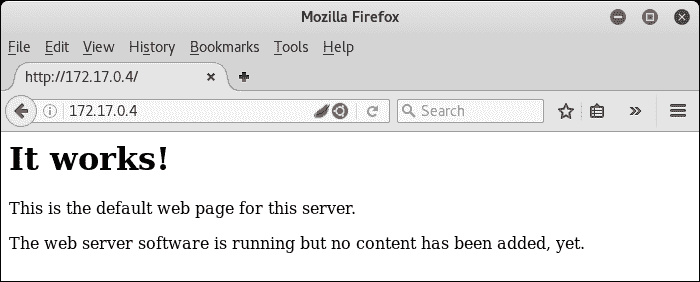 Mozilla Firefox
File Edit View History Bookmarks Tools Help
http://172.17.0.4/
172.17.0.4 Search
It works!
This is the default web page for this server.
The web server software is running but no content has been added, yet.